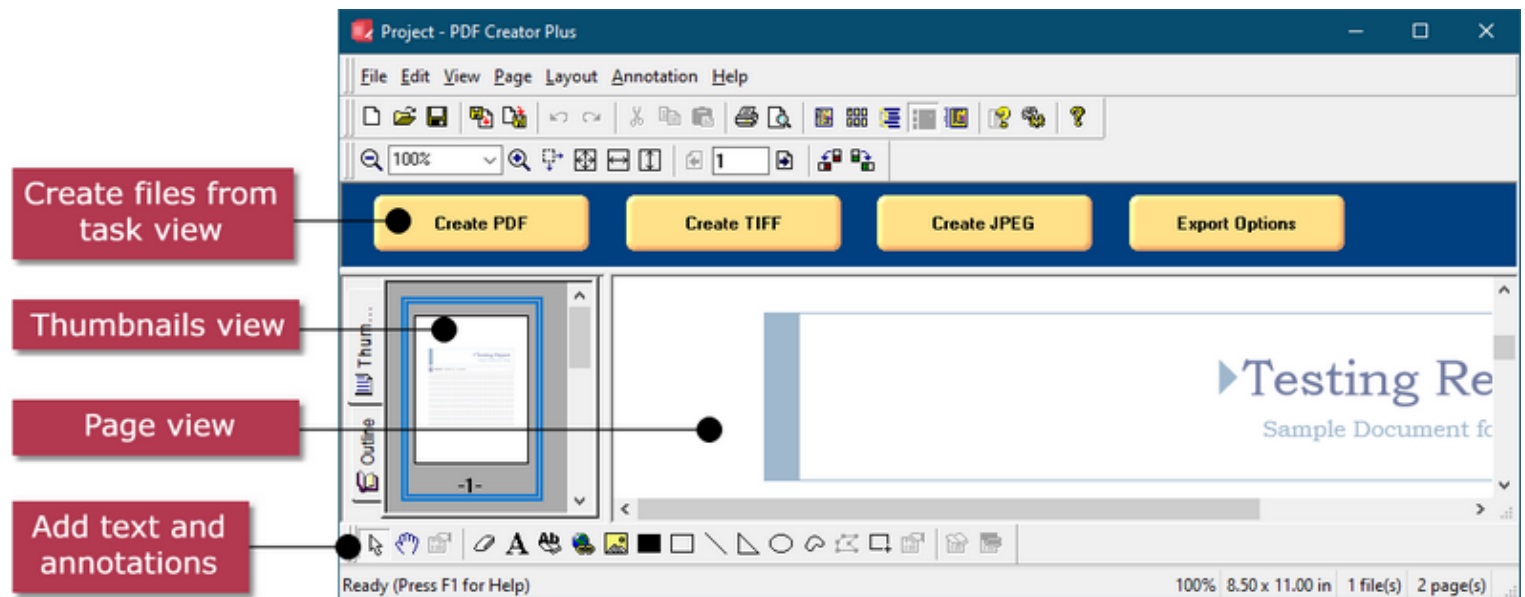 Project - PDF Creator Plus
File Edit View Page Layout Annotation Help
100%
1
Create files from
task view
Create PDF
Create TIFF
Create JPEG
Export Options
Thumbnails view
Thum...
Outline
-1-
Testing Re
Sample Document fo
Page view
Add text and
annotations
A
Ready (Press F1 for Help)
100% 8.50 x 11.00 in 1 file(s) 2 page(s)